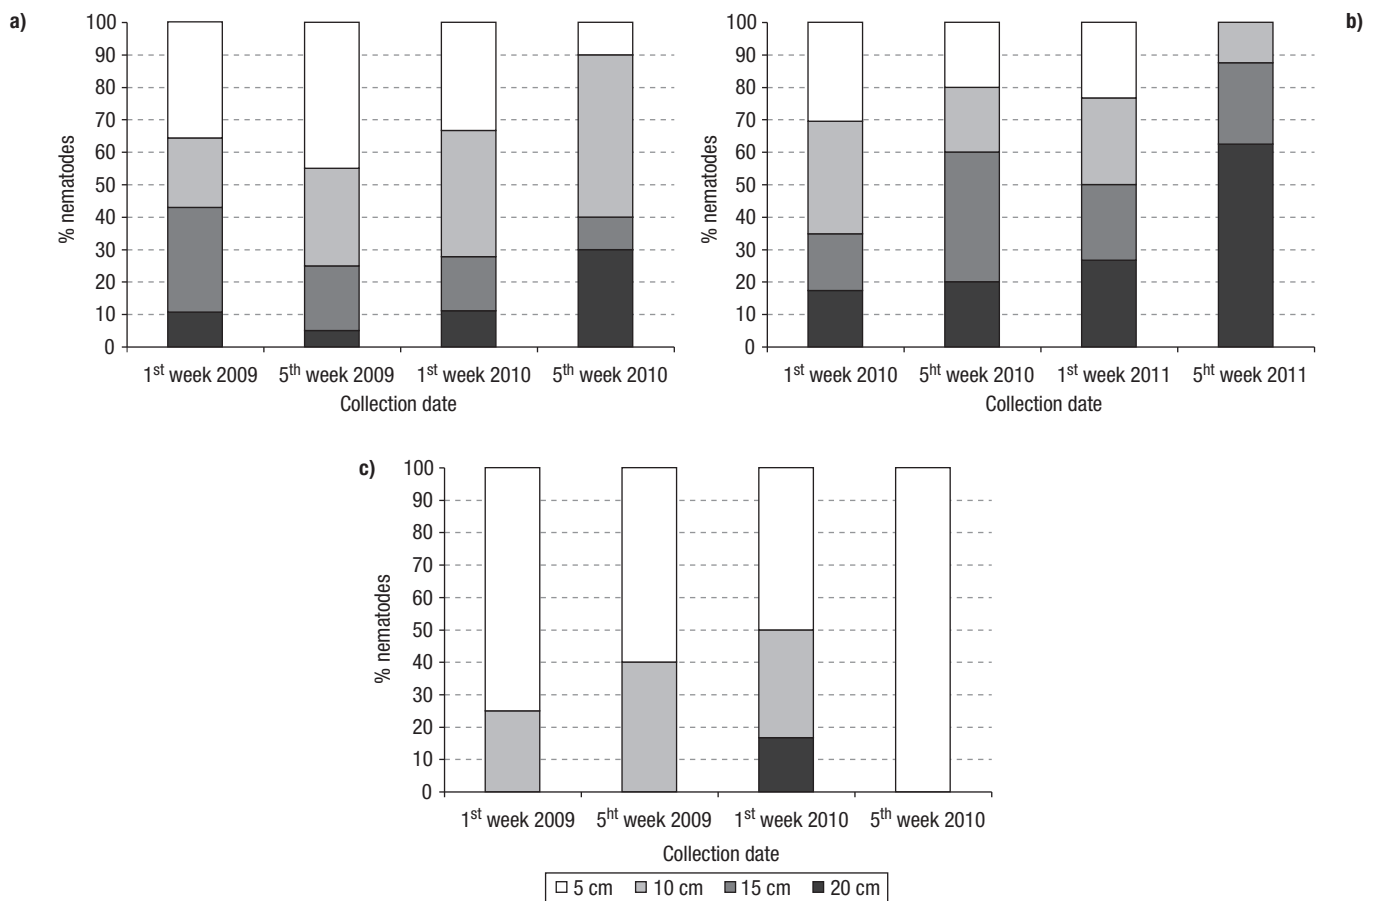 a)
100
90
80
70
60
50
40
30
20
10
0
% nematodes
1st week 2009 5th week 2009 1st week 2010 5th week 2010
Collection date
b)
100
90
80
70
60
50
40
30
20
10
0
% nematodes
1st week 2010 5ht week 2010 1st week 2011 5ht week 2011
Collection date
c)
100
90
80
70
60
50
40
30
20
10
0
% nematodes
1st week 2009 5ht week 2009 1st week 2010 5th week 2010
Collection date
5 cm 10 cm 15 cm 20 cm